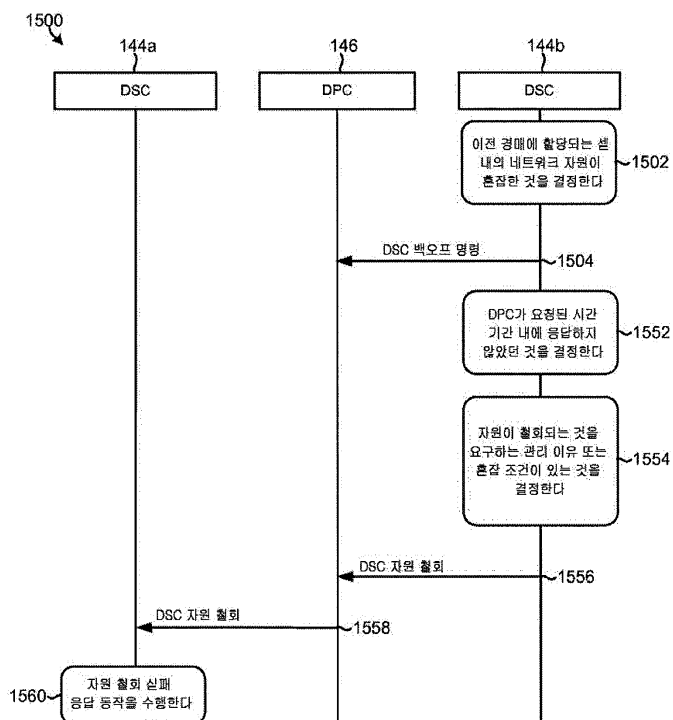 1500
144a
146
144b
DSC
DPC
DSC
이전 경매에 할당되는 셀
내의 네트워크 자원이
혼잡한 것을 결정한다
1502
DSC 백오프 명령
1504
DPC가 요청된 시간
기간 내에 응답하지
않았던 것을 결정한다
1552
자원이 철회되는 것을
요구하는 관리 이유 또는
혼잡 조건이 있는 것을
결정한다
1554
DSC 자원 철회
1556
DSC 자원 철회
1558
자원 철회 실패
응답 동작을 수행한다
1560